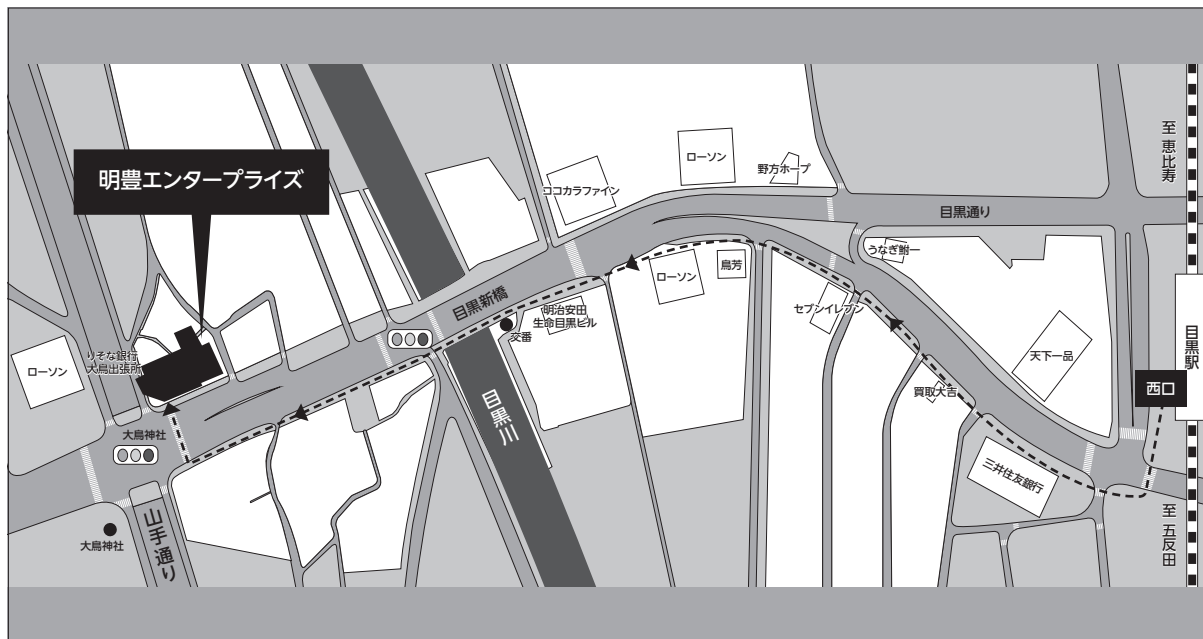 至 恵比寿
ローソン
野方ホープ
ココカラファイン
明豊エンタープライズ
目黒通り
うなぎ鮒一
鳥芳
ローソン
目黒新橋
明治安田
生命目黒ビル
セブンイレブン
交番
目黒駅
天下一品
りそな銀行
大鳥出張所
ローソン
西口
買取大吉
目黒川
大鳥神社
三井住友銀行
山手通り
大鳥神社
至 五反田